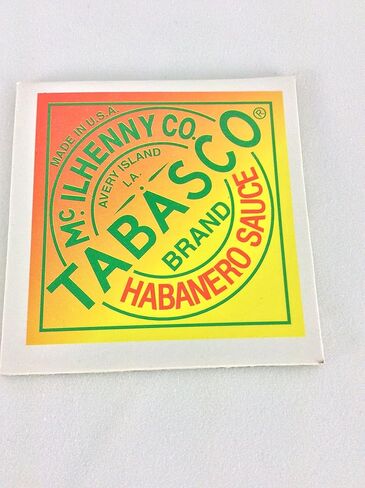 MADE IN U.S.A.
Mc. ILHENNY CO.
AVERY ISLAND
LA.
TABASCO®
BRAND
HABANERO SAUCE